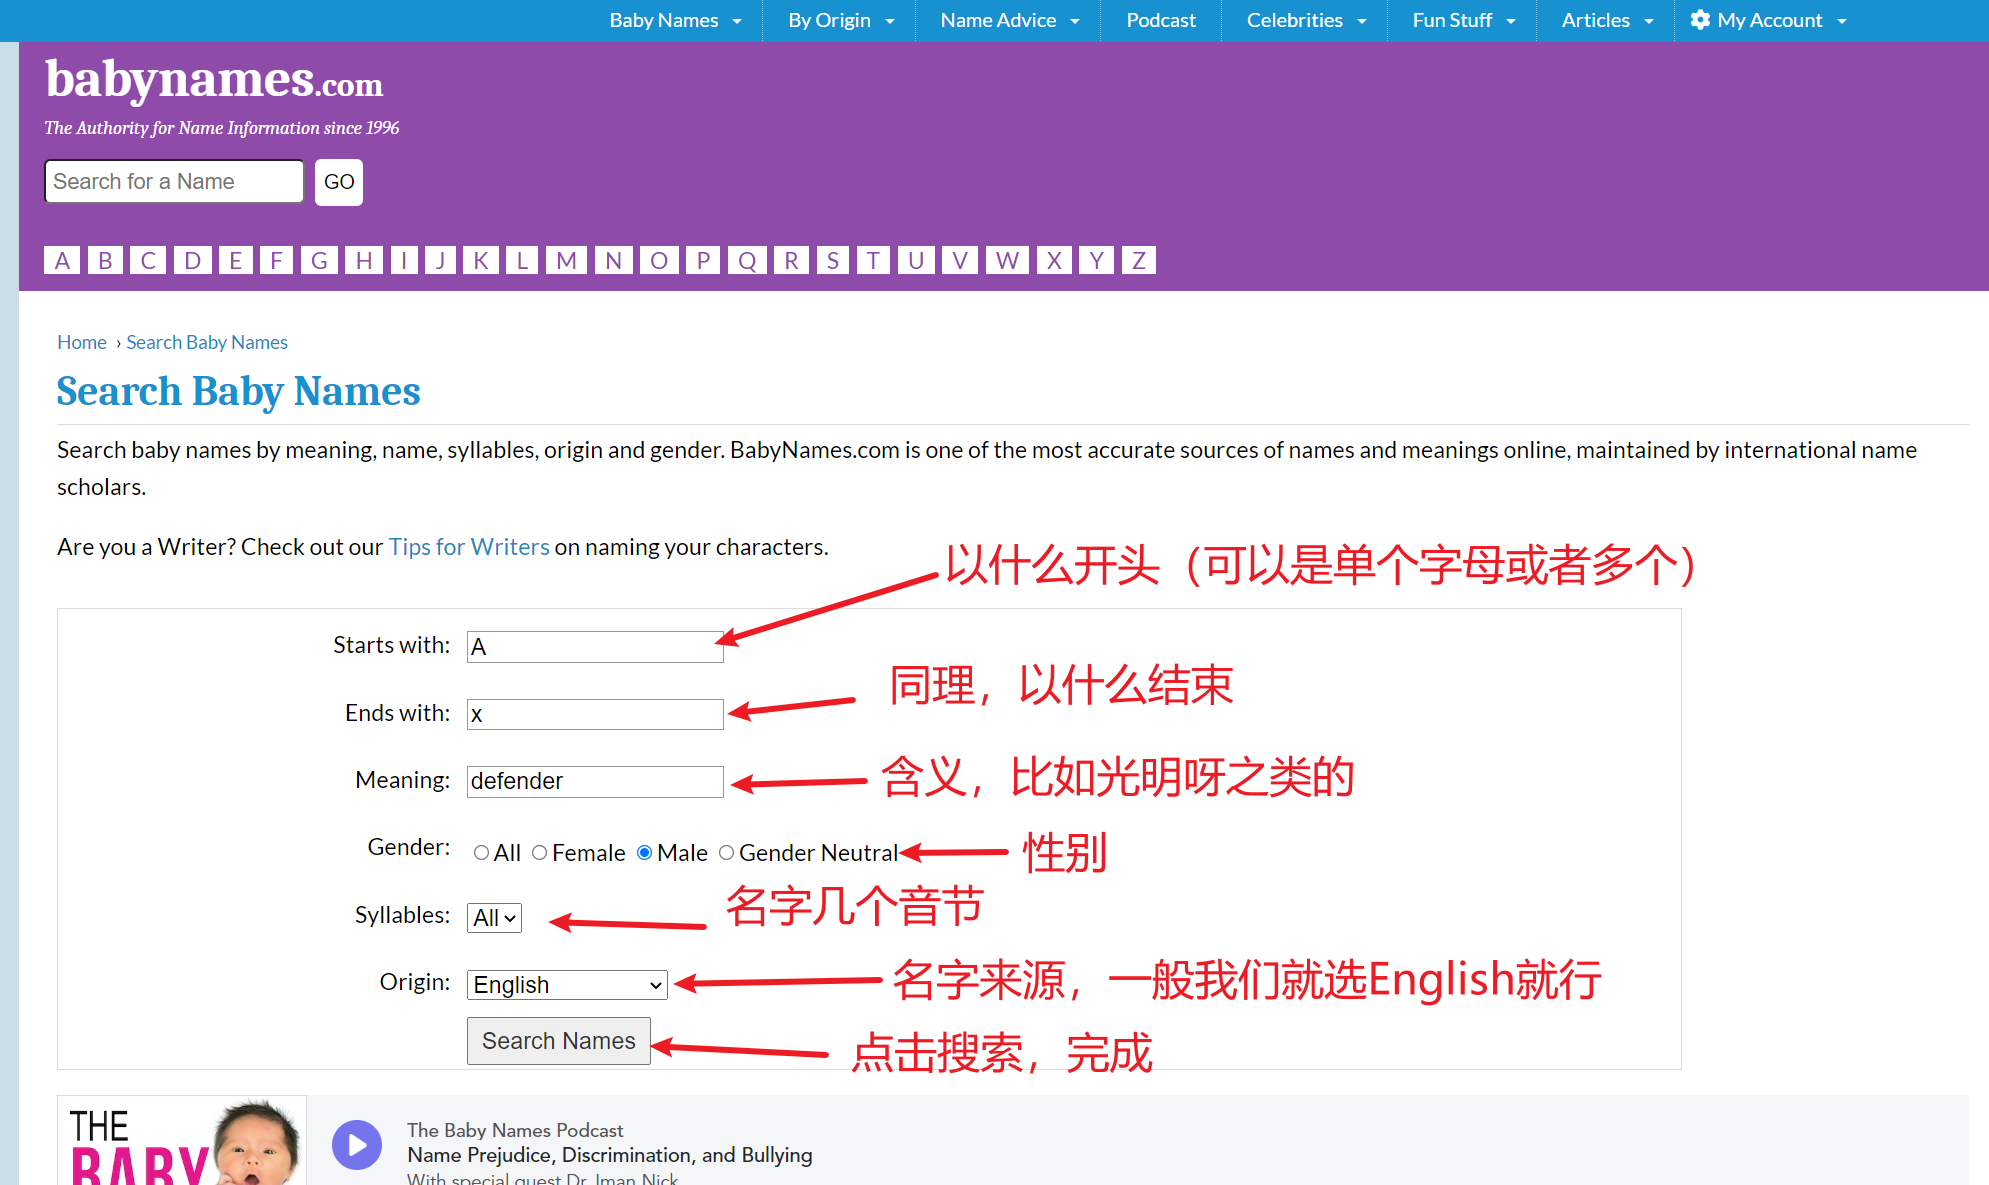 Baby Names By Origin Name Advice Podcast Celebrities Fun Stuff Articles My Account
babynames.com
The Authority for Name Information since 1996
Search for a Name GO
A B C D E F G H I J K L M N O P Q R S T U V W X Y Z
Home › Search Baby Names
Search Baby Names
Search baby names by meaning, name, syllables, origin and gender. BabyNames.com is one of the most accurate sources of names and meanings online, maintained by international name
scholars.
Are you a Writer? Check out our Tips for Writers on naming your characters.
以什么开头（可以是单个字母或者多个）
Starts with: A
同理，以什么结束
Ends with: x
含义，比如光明呀之类的
Meaning: defender
Gender: All Female Male Gender Neutral 性别
名字几个音节
Syllables: All
Origin: English 名字来源，一般我们就选English就行
Search Names 点击搜索，完成
THE
BABY
The Baby Names Podcast
Name Prejudice, Discrimination, and Bullying
With special guest Dr. Iman Nick